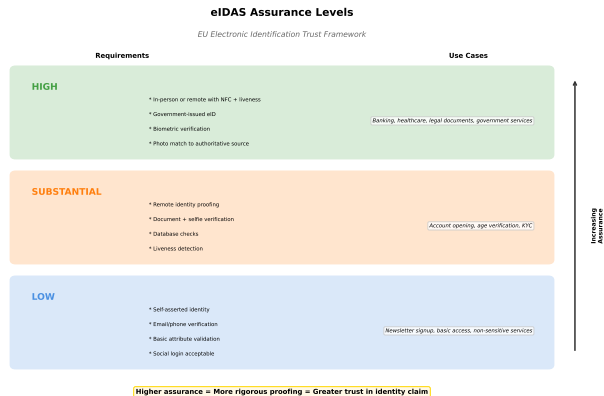 eIDAS Assurance Levels
EU Electronic Identification Trust Framework
Requirements
Use Cases
HIGH
* In-person or remote with NFC + liveness
* Government-issued eID
* Biometric verification
* Photo match to authoritative source
Banking, healthcare, legal documents, government services
SUBSTANTIAL
* Remote identity proofing
* Document + selfie verification
* Database checks
* Liveness detection
Account opening, age verification, KYC
LOW
* Self-asserted identity
* Email/phone verification
* Basic attribute validation
* Social login acceptable
Newsletter signup, basic access, non-sensitive services
Increasing
Assurance
Higher assurance = More rigorous proofing = Greater trust in identity claim